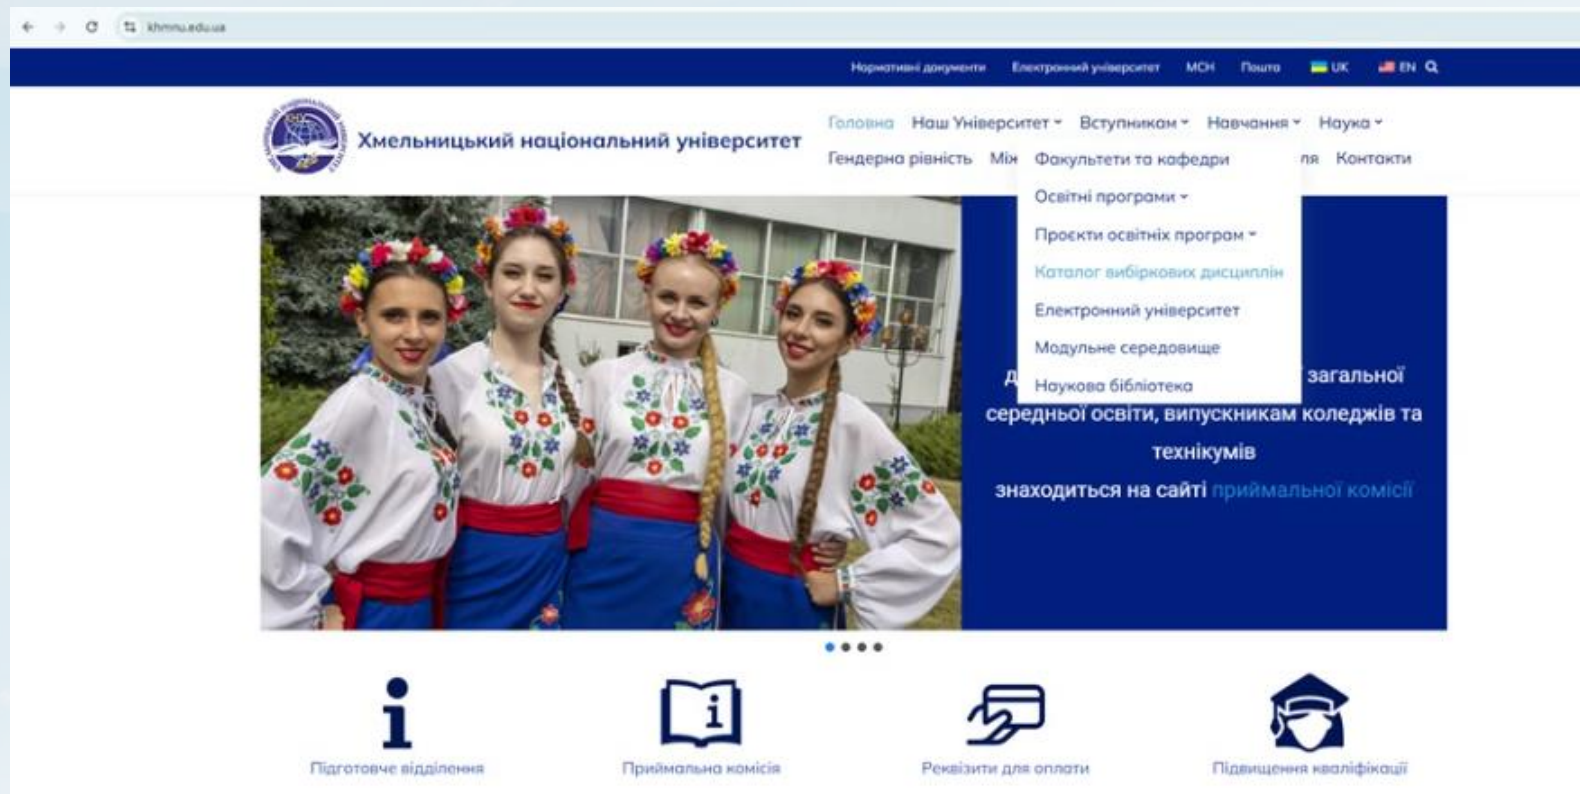 khmnu.edu.ua
Нормативні документи Електронний університет МСН Пошта UK EN
Хмельницький національний університет
Головна Наш Університет Вступникам Навчання Наука
Гендерна рівність Між ля Контакти
Факультети та кафедри
Освітні програми
Проєкти освітніх програм
Каталог вибіркових дисциплін
Електронний університет
Модульне середовище
Наукова бібліотека
загальної
середньої освіти, випускникам коледжів та
технікумів
знаходиться на сайті приймальної комісії
Підготовче відділення
Приймальна комісія
Реквізити для оплати
Підвищення кваліфікації